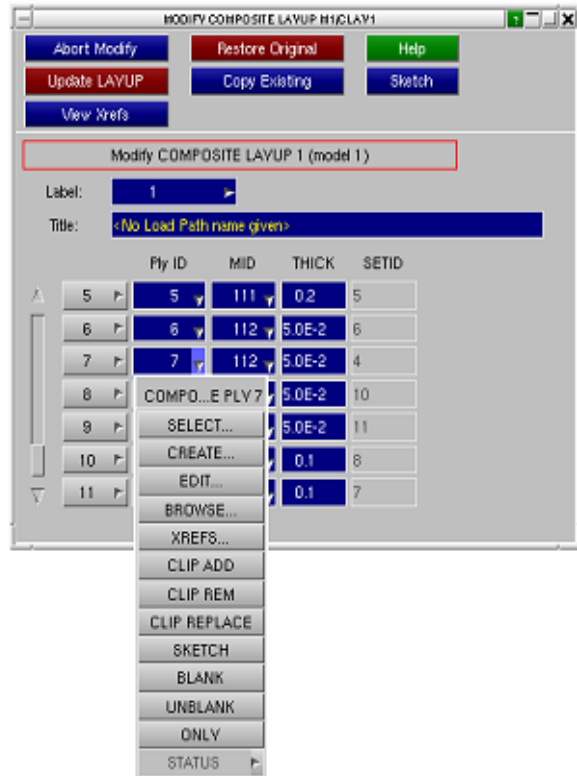 MODIFY COMPOSITE LAYUP M1/CLAY1 ?
Abort Modify Restore Original Help
Update LAYUP Copy Existing Sketch
View Xrefs
Modify COMPOSITE LAYUP 1 (model 1)
Label: 1
Title: <No Load Path name given>
Ply ID MID THICK SETID
5 5 111 0.2 5
6 6 112 5.0E-2 6
7 7 112 5.0E-2 4
8 COMPO...E PLY 7 5.0E-2 10
9 SELECT... 5.0E-2 11
10 CREATE... 0.1 8
11 EDIT... 0.1 7
BROWSE...
XREFS...
CLIP ADD
CLIP REM
CLIP REPLACE
SKETCH
BLANK
UNBLANK
ONLY
STATUS